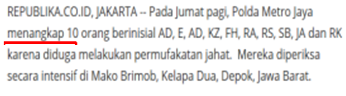 REPUBLIKA.CO.ID, JAKARTA -- Pada Jumat pagi, Polda Metro Jaya
menangkap 10 orang berinisial AD, E, AD, KZ, FH, RA, RS, SB, JA dan RK
karena diduga melakukan permufakatan jahat.  Mereka diperiksa
secara intensif di Mako Brimob, Kelapa Dua, Depok, Jawa Barat.